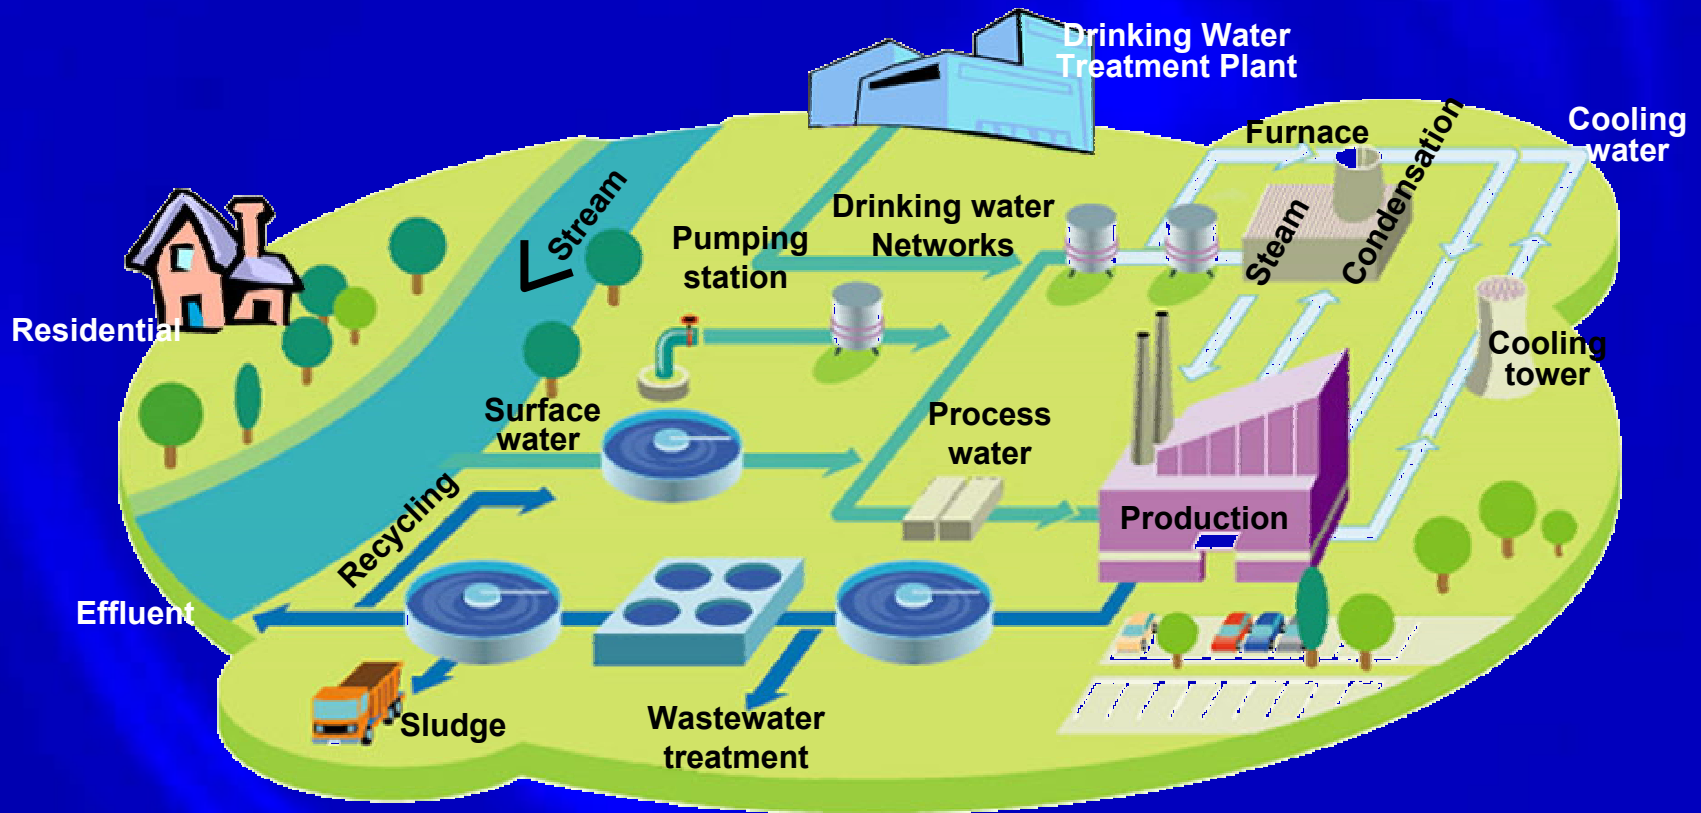 Drinking Water
Treatment Plant
Furnace
Cooling
water
Condensation
Stream
Drinking water
Networks
Pumping
station
Steam
Residential
Cooling
tower
Surface
water
Process
water
Recycling
Production
Effluent
Sludge
Wastewater
treatment